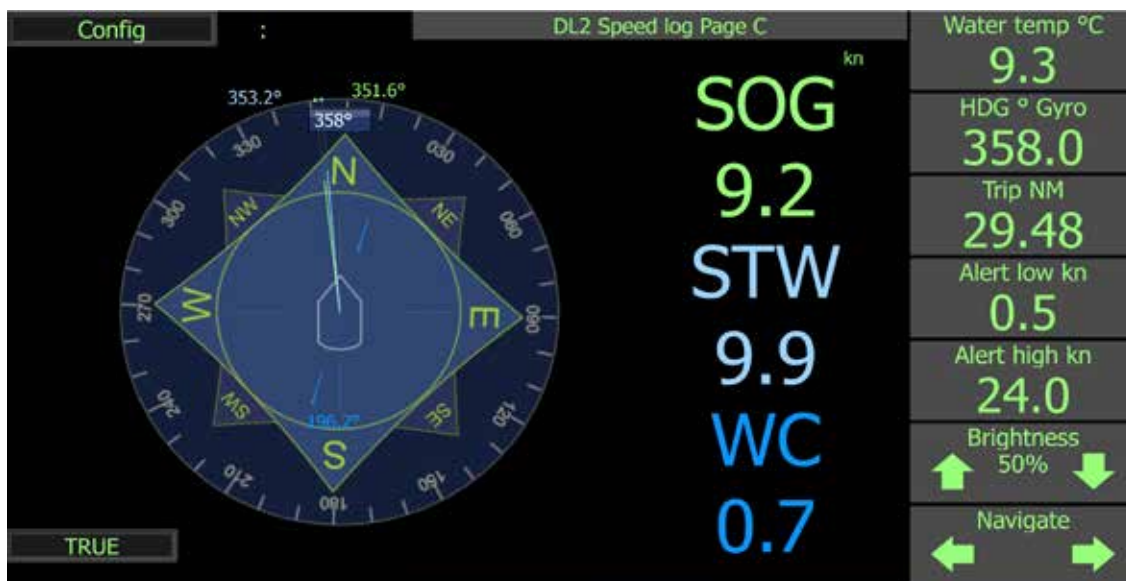 Config
:
DL2 Speed log Page C
353.2°
351.6°
358°
N
NE
E
SE
S
SW
W
NW
030
060
090
120
160
180
210
240
270
300
330
196.2°
TRUE
kn
SOG
9.2
STW
9.9
WC
0.7
Water temp °C
9.3
HDG ° Gyro
358.0
Trip NM
29.48
Alert low kn
0.5
Alert high kn
24.0
Brightness
50%
Navigate